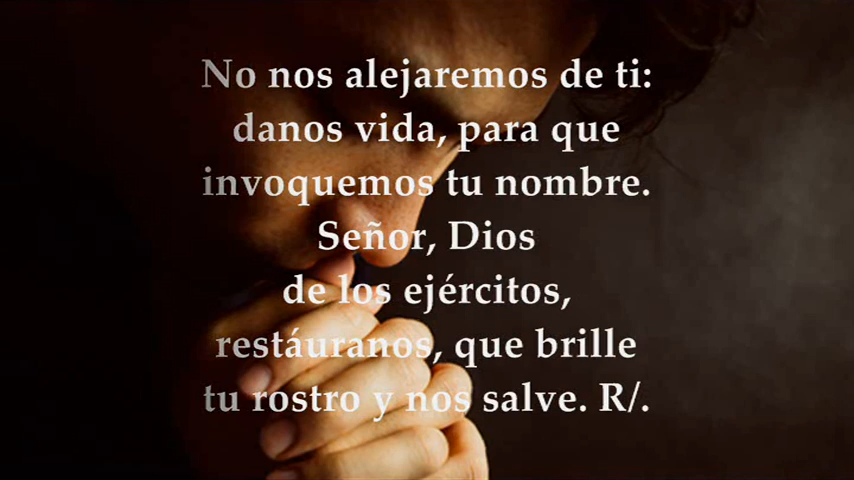 No nos alejaremos de ti:
danos vida, para que
invoquemos tu nombre.
Señor, Dios
de los ejércitos,
restáuranos, que brille
tu rostro y nos salve. R/.